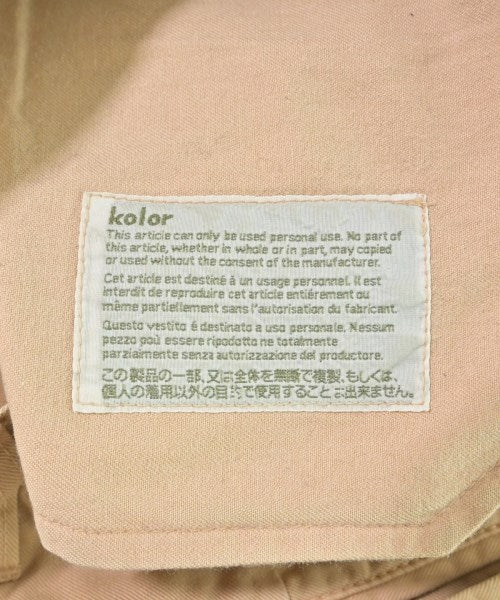 kolor
This article can only be used personal use. No part of
this article, whether in whole or in part, may copied
or used without the consent of the manufacturer.
Cet article est destiné à un usage personnel. Il est
interdit de reproduire cet article entièrement ou
même partiellement sans l'autorisation du fabricant.
Questo vestito é destinato a uso personale. Nessum
pezzo può essere ripodotto ne totalmente
parzialmente senza autorizzazione del productore.
この製品の一部、又は全体を無断で複製、もしくは、
個人の着用以外の目的で使用することは出来ません。